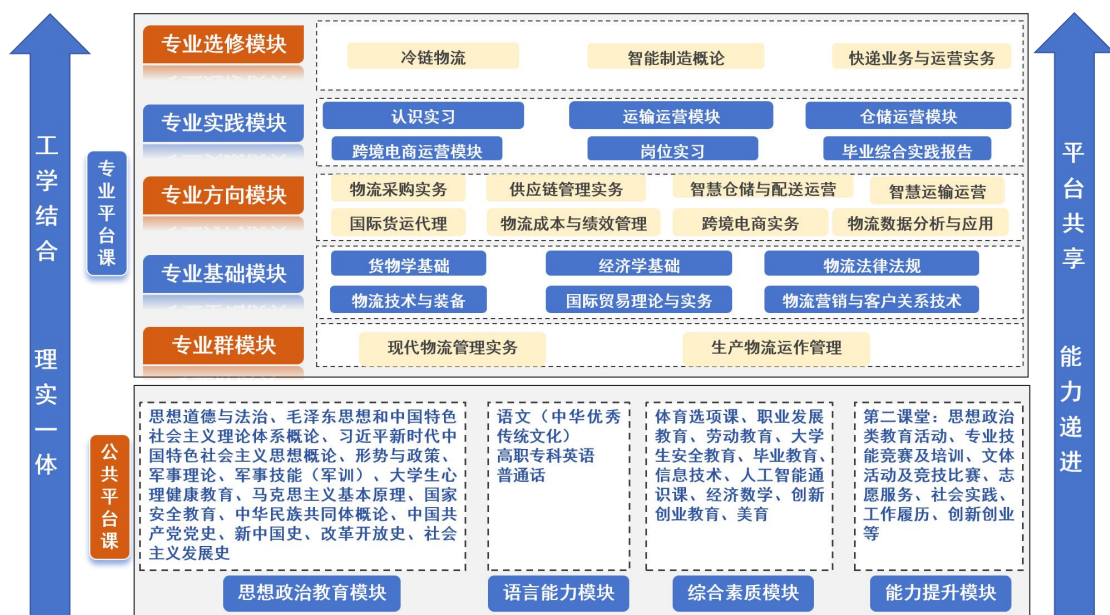 工学结合 理实一体
专业平台课
公共平台课
专业选修模块
冷链物流 智能制造概论 快递业务与运营实务
专业实践模块
认识实习 运输运营模块 仓储运营模块
跨境电商运营模块 岗位实习 毕业综合实践报告
专业方向模块
物流采购实务 供应链管理实务 智慧仓储与配送运营 智慧运输运营
国际货运代理 物流成本与绩效管理 跨境电商实务 物流数据分析与应用
专业基础模块
货物学基础 经济学基础 物流法律法规
物流技术与装备 国际贸易理论与实务 物流营销与客户关系技术
专业群模块
现代物流管理实务 生产物流运作管理
思想道德与法治、毛泽东思想和中国特色
社会主义理论体系概论、习近平新时代中
国特色社会主义思想概论、形势与政策、
军事理论、军事技能（军训）、大学生心
理健康教育、马克思主义基本原理、国家
安全教育、中华民族共同体概论、中国共
产党党史、新中国史、改革开放史、社会
主义发展史
思想政治教育模块
语文（中华优秀
传统文化）
高职专科英语
普通话
语言能力模块
体育选项课、职业发展
教育、劳动教育、大学
生安全教育、毕业教育、
信息技术、人工智能通
识课、经济数学、创新
创业教育、美育
综合素质模块
第二课堂：思想政治
类教育活动、专业技
能竞赛及培训、文体
活动及竞技比赛、志
愿服务、社会实践、
工作履历、创新创业
等
能力提升模块
平台共享 能力递进